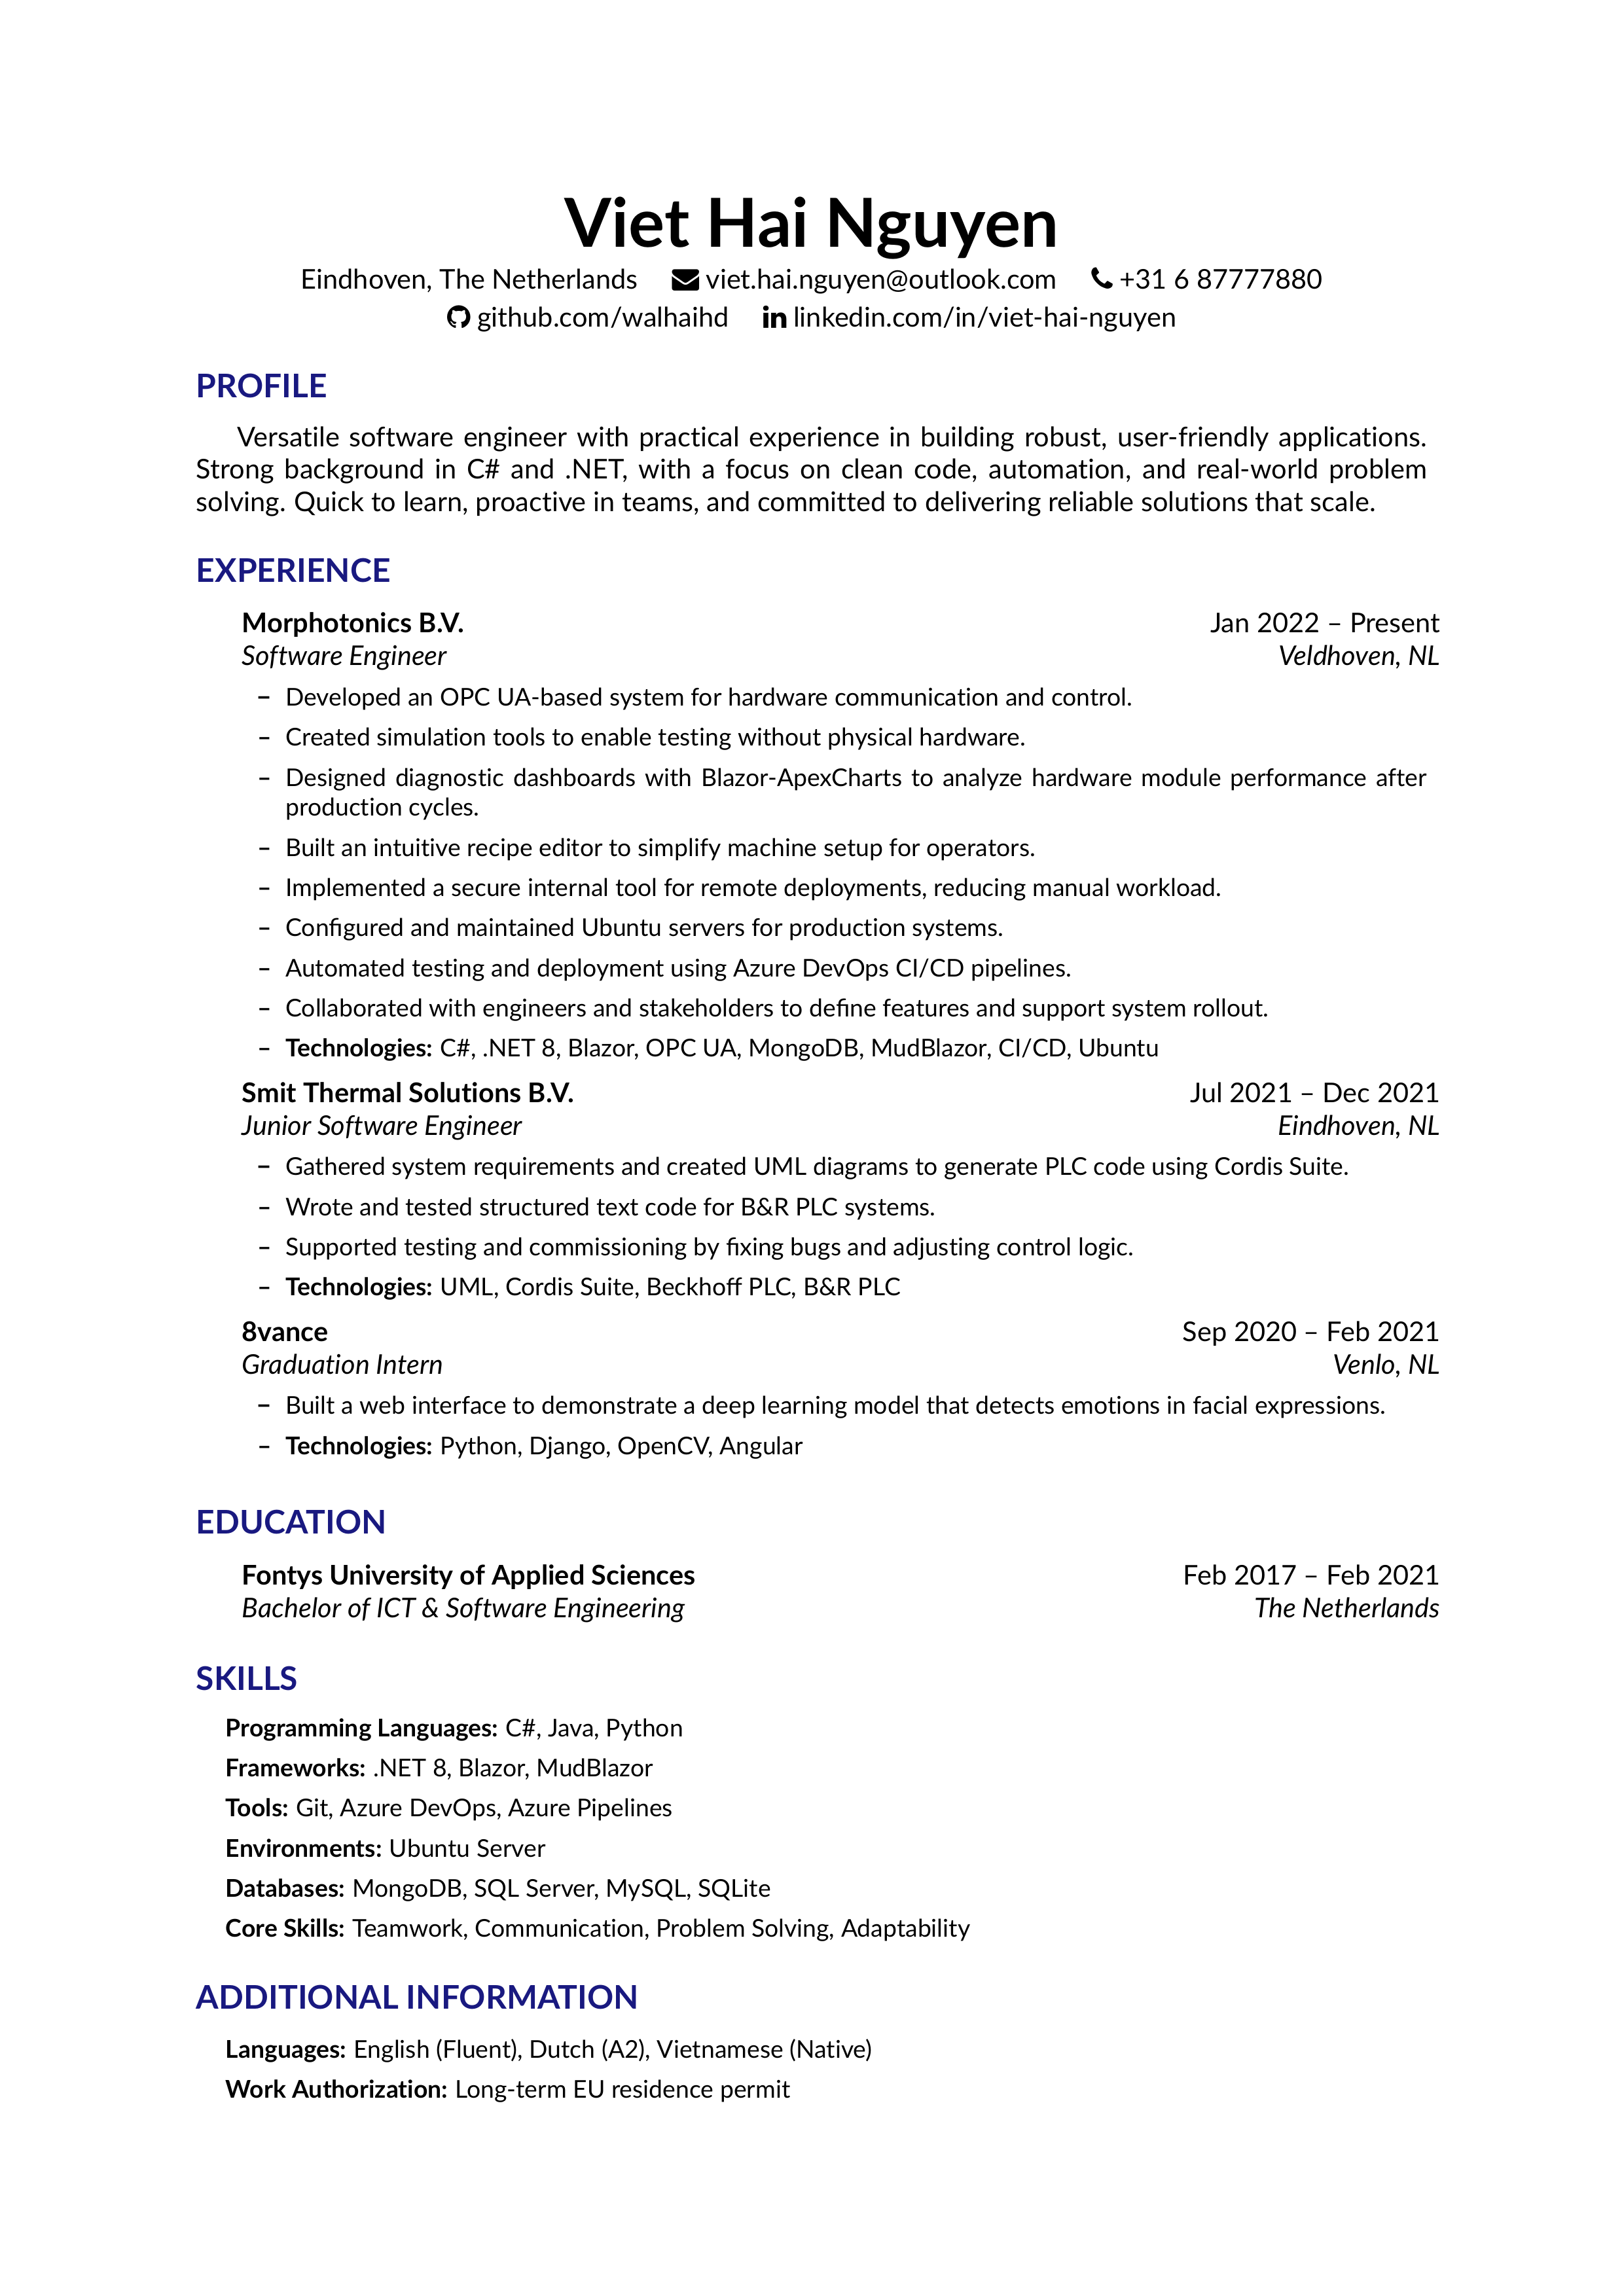 Viet Hai Nguyen
Eindhoven, The Netherlands viet.hai.nguyen@outlook.com +31 6 87777880
github.com/walhaihd linkedin.com/in/viet-hai-nguyen
PROFILE
Versatile software engineer with practical experience in building robust, user-friendly applications.
Strong background in C# and .NET, with a focus on clean code, automation, and real-world problem
solving. Quick to learn, proactive in teams, and committed to delivering reliable solutions that scale.
EXPERIENCE
Morphotonics B.V. Jan 2022 – Present
Software Engineer Veldhoven, NL
– Developed an OPC UA-based system for hardware communication and control.
– Created simulation tools to enable testing without physical hardware.
– Designed diagnostic dashboards with Blazor-ApexCharts to analyze hardware module performance after
production cycles.
– Built an intuitive recipe editor to simplify machine setup for operators.
– Implemented a secure internal tool for remote deployments, reducing manual workload.
– Configured and maintained Ubuntu servers for production systems.
– Automated testing and deployment using Azure DevOps CI/CD pipelines.
– Collaborated with engineers and stakeholders to define features and support system rollout.
– Technologies: C#, .NET 8, Blazor, OPC UA, MongoDB, MudBlazor, CI/CD, Ubuntu
Smit Thermal Solutions B.V. Jul 2021 – Dec 2021
Junior Software Engineer Eindhoven, NL
– Gathered system requirements and created UML diagrams to generate PLC code using Cordis Suite.
– Wrote and tested structured text code for B&R PLC systems.
– Supported testing and commissioning by fixing bugs and adjusting control logic.
– Technologies: UML, Cordis Suite, Beckhoff PLC, B&R PLC
8vance Sep 2020 – Feb 2021
Graduation Intern Venlo, NL
– Built a web interface to demonstrate a deep learning model that detects emotions in facial expressions.
– Technologies: Python, Django, OpenCV, Angular
EDUCATION
Fontys University of Applied Sciences Feb 2017 – Feb 2021
Bachelor of ICT & Software Engineering The Netherlands
SKILLS
Programming Languages: C#, Java, Python
Frameworks: .NET 8, Blazor, MudBlazor
Tools: Git, Azure DevOps, Azure Pipelines
Environments: Ubuntu Server
Databases: MongoDB, SQL Server, MySQL, SQLite
Core Skills: Teamwork, Communication, Problem Solving, Adaptability
ADDITIONAL INFORMATION
Languages: English (Fluent), Dutch (A2), Vietnamese (Native)
Work Authorization: Long-term EU residence permit